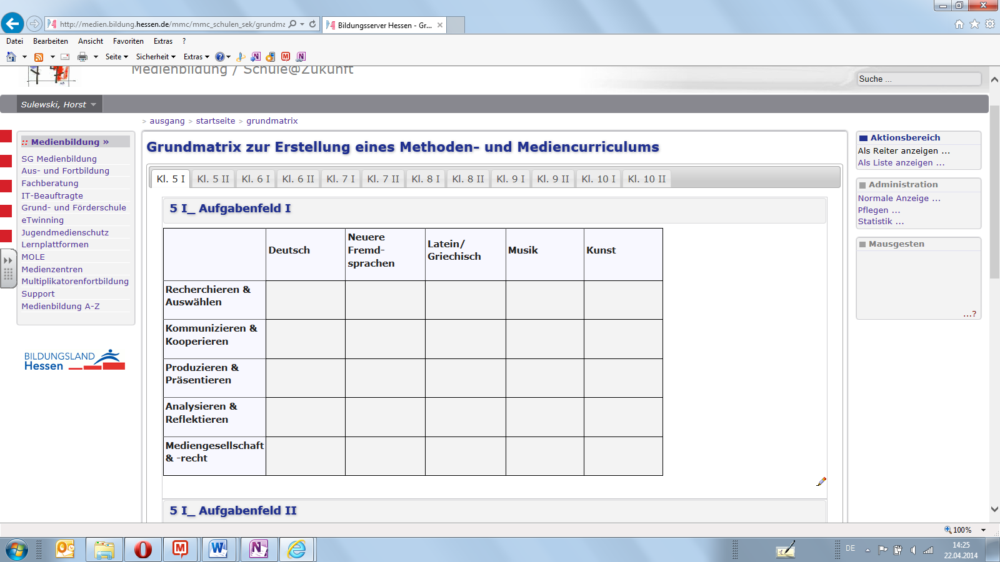 http://medien.bildung.hessen.de/mmc/mmc_schulen_sek/grundma
Bildungsserver Hessen - Gr...
Datei Bearbeiten Ansicht Favoriten Extras ?
Seite Sicherheit Extras
Medienbildung / Schule@Zukunft
Suche ...
Sulewski, Horst
> ausgang > startseite > grundmatrix
:: Medienbildung »
SG Medienbildung
Aus- und Fortbildung
Fachberatung
IT-Beauftragte
Grund- und Förderschule
eTwinning
Jugendmedienschutz
Lernplattformen
MOLE
Medienzentren
Multiplikatorenfortbildung
Support
Medienbildung A-Z
BILDUNGSLAND
Hessen
Grundmatrix zur Erstellung eines Methoden- und Mediencurriculums
Kl. 5 I Kl. 5 II Kl. 6 I Kl. 6 II Kl. 7 I Kl. 7 II Kl. 8 I Kl. 8 II Kl. 9 I Kl. 9 II Kl. 10 I Kl. 10 II
5 I_ Aufgabenfeld I
Deutsch
Neuere
Fremd-
sprachen
Latein/
Griechisch
Musik
Kunst
Recherchieren &
Auswählen
Kommunizieren &
Kooperieren
Produzieren &
Präsentieren
Analysieren &
Reflektieren
Mediengesellschaft
& -recht
5 I_ Aufgabenfeld II
Aktionsbereich
Als Reiter anzeigen ...
Als Liste anzeigen ...
Administration
Normale Anzeige ...
Pflegen ...
Statistik ...
Mausgesten
...?
100%
DE
14:25
22.04.2014